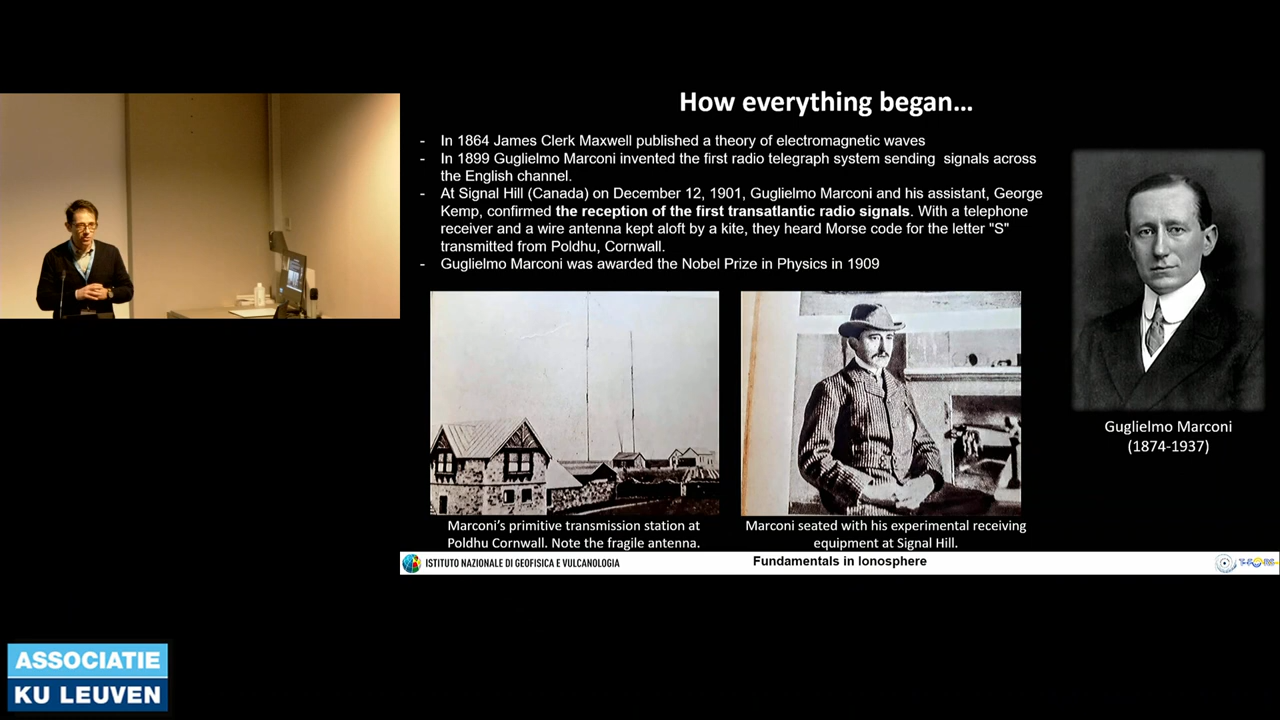 How everything began...
- In 1864 James Clerk Maxwell published a theory of electromagnetic waves
- In 1899 Guglielmo Marconi invented the first radio telegraph system sending signals across
the English channel.
- At Signal Hill (Canada) on December 12, 1901, Guglielmo Marconi and his assistant, George
Kemp, confirmed the reception of the first transatlantic radio signals. With a telephone
receiver and a wire antenna kept aloft by a kite, they heard Morse code for the letter "S"
transmitted from Poldhu, Cornwall.
- Guglielmo Marconi was awarded the Nobel Prize in Physics in 1909
Guglielmo Marconi
(1874-1937)
Marconi's primitive transmission station at
Poldhu Cornwall. Note the fragile antenna.
Marconi seated with his experimental receiving
equipment at Signal Hill.
ISTITUTO NAZIONALE DI GEOFISICA E VULCANOLOGIA
Fundamentals in Ionosphere
ASSOCIATIE
KU LEUVEN